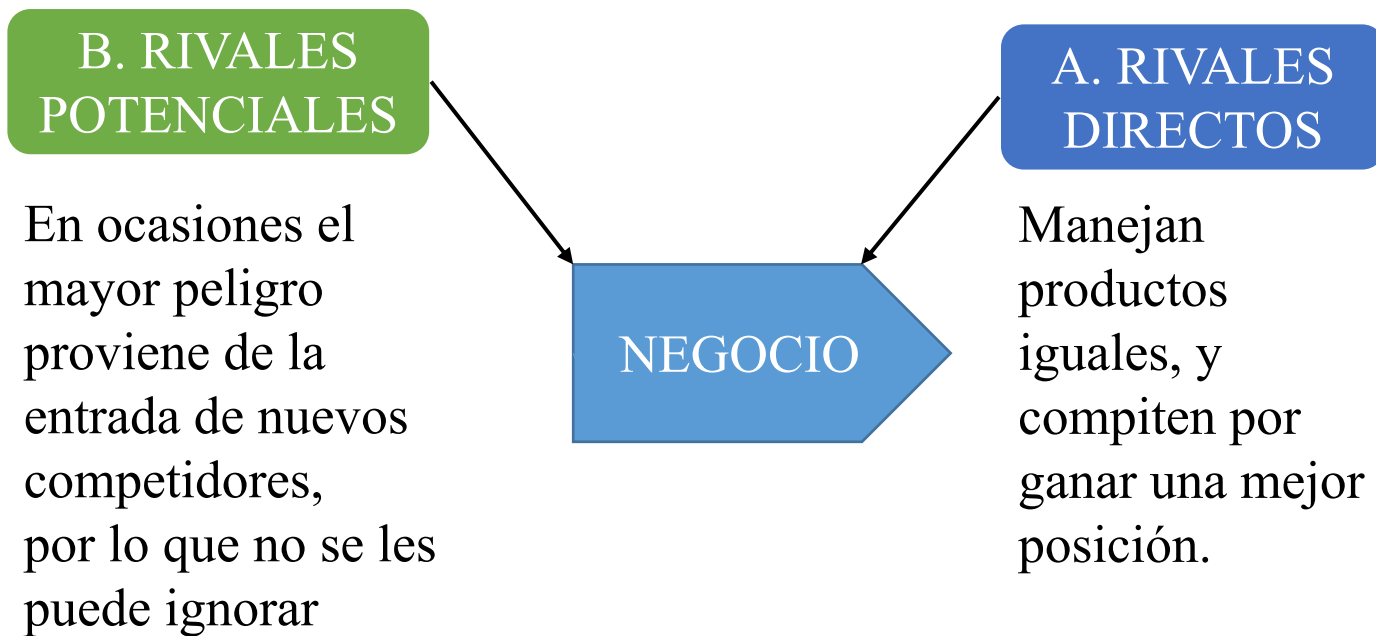 B. RIVALES
POTENCIALES
En ocasiones el
mayor peligro
proviene de la
entrada de nuevos
competidores,
por lo que no se les
puede ignorar
NEGOCIO
A. RIVALES
DIRECTOS
Manejan
productos
iguales, y
compiten por
ganar una mejor
posición.